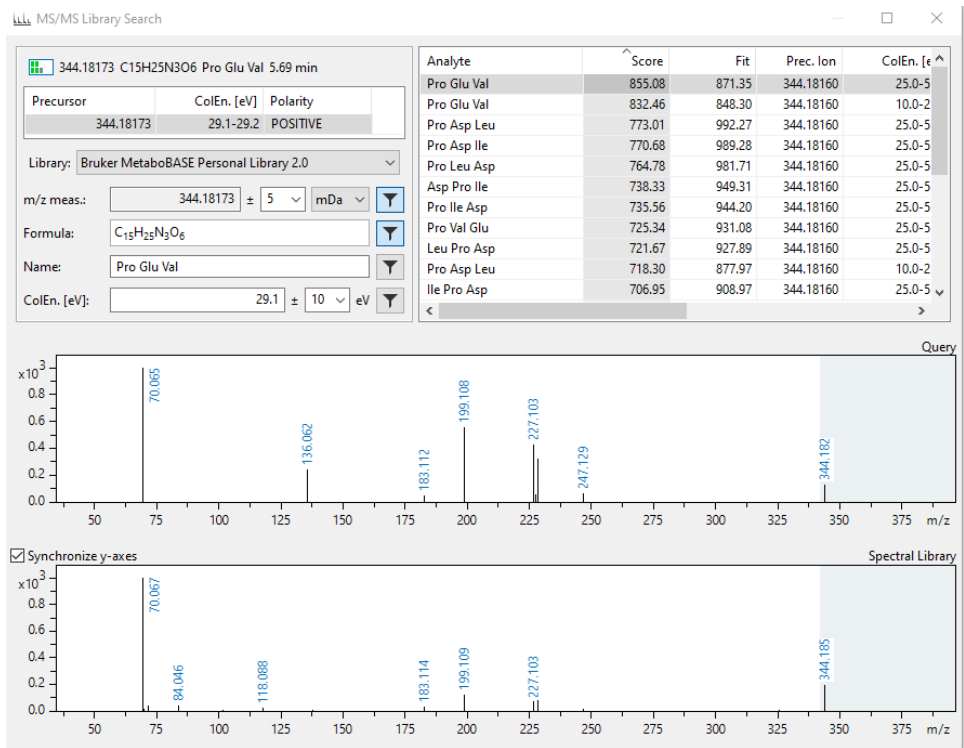 MS/MS Library Search
344.18173 C15H25N3O6 Pro Glu Val 5.69 min
Precursor ColEn. [eV] Polarity
344.18173 29.1-29.2 POSITIVE
Library: Bruker MetaboBASE Personal Library 2.0
m/z meas.: 344.18173 ± 5 mDa
Formula: C15H25N3O6
Name: Pro Glu Val
ColEn. [eV]: 29.1 ± 10 eV
Analyte Score Fit Prec. Ion ColEn. [e
Pro Glu Val 855.08 871.35 344.18160 25.0-5
Pro Glu Val 832.46 848.30 344.18160 10.0-2
Pro Asp Leu 773.01 992.27 344.18160 25.0-5
Pro Asp Ile 770.68 989.28 344.18160 25.0-5
Pro Leu Asp 764.78 981.71 344.18160 25.0-5
Asp Pro Ile 738.33 949.31 344.18160 25.0-5
Pro Ile Asp 735.56 944.20 344.18160 25.0-5
Pro Val Glu 725.34 931.08 344.18160 25.0-5
Leu Pro Asp 721.67 927.89 344.18160 25.0-5
Pro Asp Leu 718.30 877.97 344.18160 10.0-2
Ile Pro Asp 706.95 908.97 344.18160 25.0-5
Query
x10³
0.8
0.6
0.4
0.2
0.0
70.065
136.062
183.112
199.108
227.103
247.129
344.182
50 75 100 125 150 175 200 225 250 275 300 325 350 375 m/z
Synchronize y-axes Spectral Library
x10³
0.8
0.6
0.4
0.2
0.0
70.067
84.046
118.088
183.114
199.109
227.103
344.185
50 75 100 125 150 175 200 225 250 275 300 325 350 375 m/z